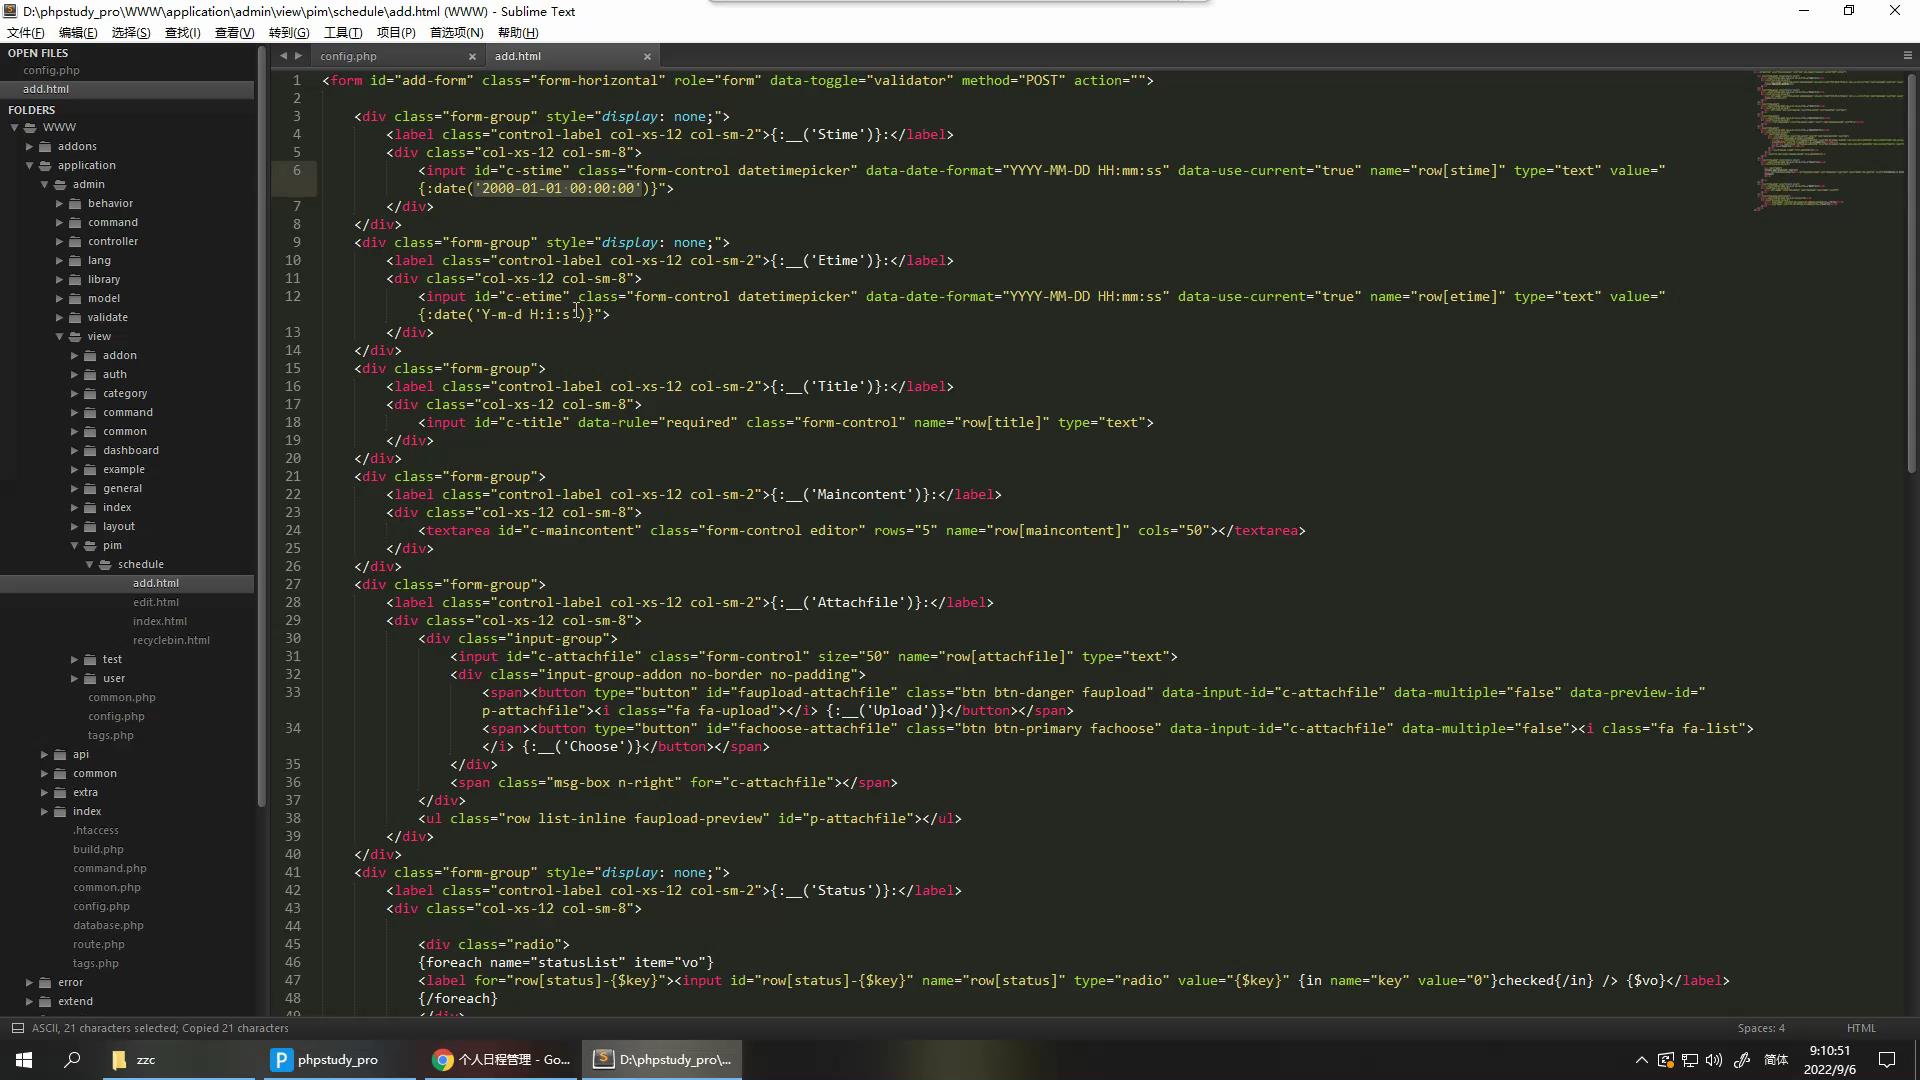 D:\phpstudy_pro\WWW\application\admin\view\pim\schedule\add.html (WWW) - Sublime Text
文件(F) 编辑(E) 选择(S) 查找(I) 查看(V) 转到(G) 工具(T) 项目(P) 首选项(N) 帮助(H)
OPEN FILES
config.php
add.html
FOLDERS
WWW
addons
application
admin
behavior
command
controller
lang
library
model
validate
view
addon
auth
category
command
common
dashboard
example
general
index
layout
pim
schedule
add.html
edit.html
index.html
recyclebin.html
test
user
common.php
config.php
tags.php
api
common
extra
index
.htaccess
build.php
command.php
common.php
config.php
database.php
route.php
tags.php
error
extend
config.php × add.html ×
1 <form id="add-form" class="form-horizontal" role="form" data-toggle="validator" method="POST" action="">
2
3 <div class="form-group" style="display: none;">
4 <label class="control-label col-xs-12 col-sm-2">{:__('Stime')}:</label>
5 <div class="col-xs-12 col-sm-8">
6 <input id="c-stime" class="form-control datetimepicker" data-date-format="YYYY-MM-DD HH:mm:ss" data-use-current="true" name="row[stime]" type="text" value="
{:date('2000-01-01 00:00:00')}">
7 </div>
8 </div>
9 <div class="form-group" style="display: none;">
10 <label class="control-label col-xs-12 col-sm-2">{:__('Etime')}:</label>
11 <div class="col-xs-12 col-sm-8">
12 <input id="c-etime" class="form-control datetimepicker" data-date-format="YYYY-MM-DD HH:mm:ss" data-use-current="true" name="row[etime]" type="text" value="
{:date('Y-m-d H:i:s')}">
13 </div>
14 </div>
15 <div class="form-group">
16 <label class="control-label col-xs-12 col-sm-2">{:__('Title')}:</label>
17 <div class="col-xs-12 col-sm-8">
18 <input id="c-title" data-rule="required" class="form-control" name="row[title]" type="text">
19 </div>
20 </div>
21 <div class="form-group">
22 <label class="control-label col-xs-12 col-sm-2">{:__('Maincontent')}:</label>
23 <div class="col-xs-12 col-sm-8">
24 <textarea id="c-maincontent" class="form-control editor" rows="5" name="row[maincontent]" cols="50"></textarea>
25 </div>
26 </div>
27 <div class="form-group">
28 <label class="control-label col-xs-12 col-sm-2">{:__('Attachfile')}:</label>
29 <div class="col-xs-12 col-sm-8">
30 <div class="input-group">
31 <input id="c-attachfile" class="form-control" size="50" name="row[attachfile]" type="text">
32 <div class="input-group-addon no-border no-padding">
33 <span><button type="button" id="faupload-attachfile" class="btn btn-danger faupload" data-input-id="c-attachfile" data-multiple="false" data-preview-id="
p-attachfile"><i class="fa fa-upload"></i> {:__('Upload')}</button></span>
34 <span><button type="button" id="fachoose-attachfile" class="btn btn-primary fachoose" data-input-id="c-attachfile" data-multiple="false"><i class="fa fa-list">
</i> {:__('Choose')}</button></span>
35 </div>
36 <span class="msg-box n-right" for="c-attachfile"></span>
37 </div>
38 <ul class="row list-inline faupload-preview" id="p-attachfile"></ul>
39 </div>
40 </div>
41 <div class="form-group" style="display: none;">
42 <label class="control-label col-xs-12 col-sm-2">{:__('Status')}:</label>
43 <div class="col-xs-12 col-sm-8">
44
45 <div class="radio">
46 {foreach name="statusList" item="vo"}
47 <label for="row[status]-{$key}"><input id="row[status]-{$key}" name="row[status]" type="radio" value="{$key}" {in name="key" value="0"}checked{/in} /> {$vo}</label>
48 {/foreach}
49 </div>
ASCII, 21 characters selected; Copied 21 characters Spaces: 4 HTML
zzc phpstudy_pro 个人日程管理 - Go... D:\phpstudy_pro\... 简体 9:10:51
2022/9/6